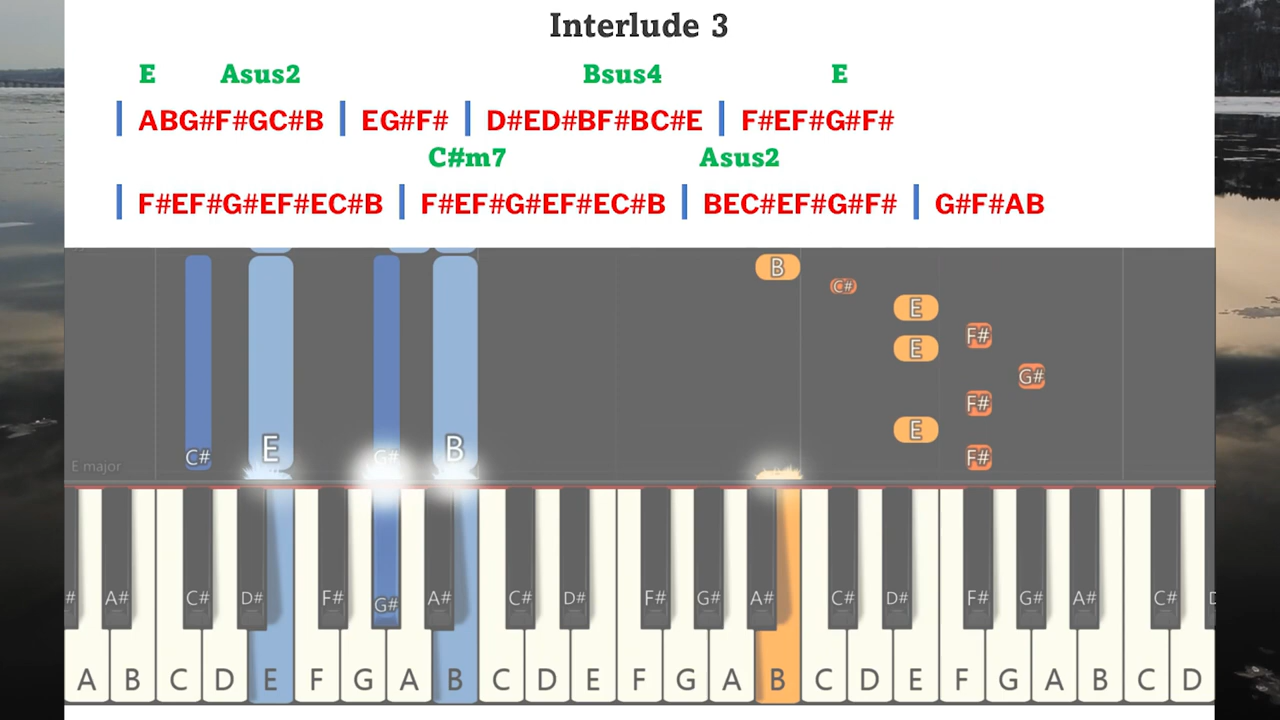 Interlude 3
E Asus2 Bsus4 E
| ABG#F#GC#B | EG#F# | D#ED#BF#BC#E | F#EF#G#F#
C#m7 Asus2
| F#EF#G#EF#EC#B | F#EF#G#EF#EC#B | BEC#EF#G#F# | G#F#AB
B
C#
E
F#
E
G#
F#
E
C# E G# B F#
E major
# A# C# D# F# G# A# C# D# F# G# A# C# D# F# G# A# C#
A B C D E F G A B C D E F G A B C D E F G A B C D